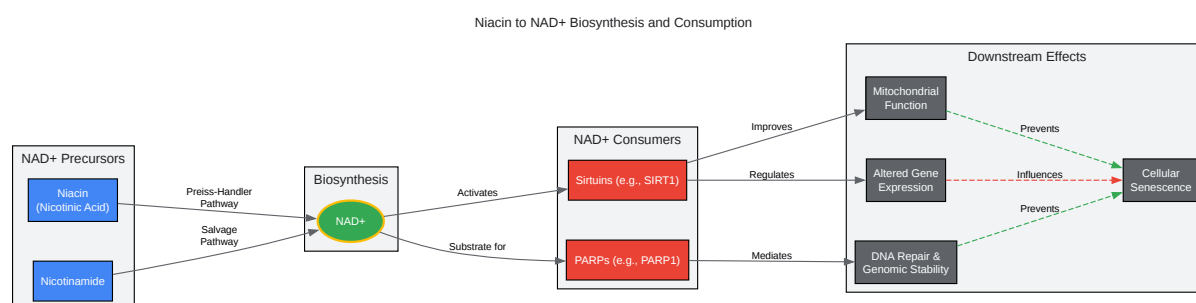 Niacin to NAD+ Biosynthesis and Consumption
NAD+ Precursors
Niacin
(Nicotinic Acid)
Nicotinamide
Preiss-Handler
Pathway
Salvage
Pathway
Biosynthesis
NAD+
Activates
Substrate for
NAD+ Consumers
Sirtuins (e.g., SIRT1)
PARPs (e.g., PARP1)
Improves
Regulates
Mediates
Downstream Effects
Mitochondrial
Function
Altered Gene
Expression
DNA Repair &
Genomic Stability
Prevents
Influences
Prevents
Cellular
Senescence